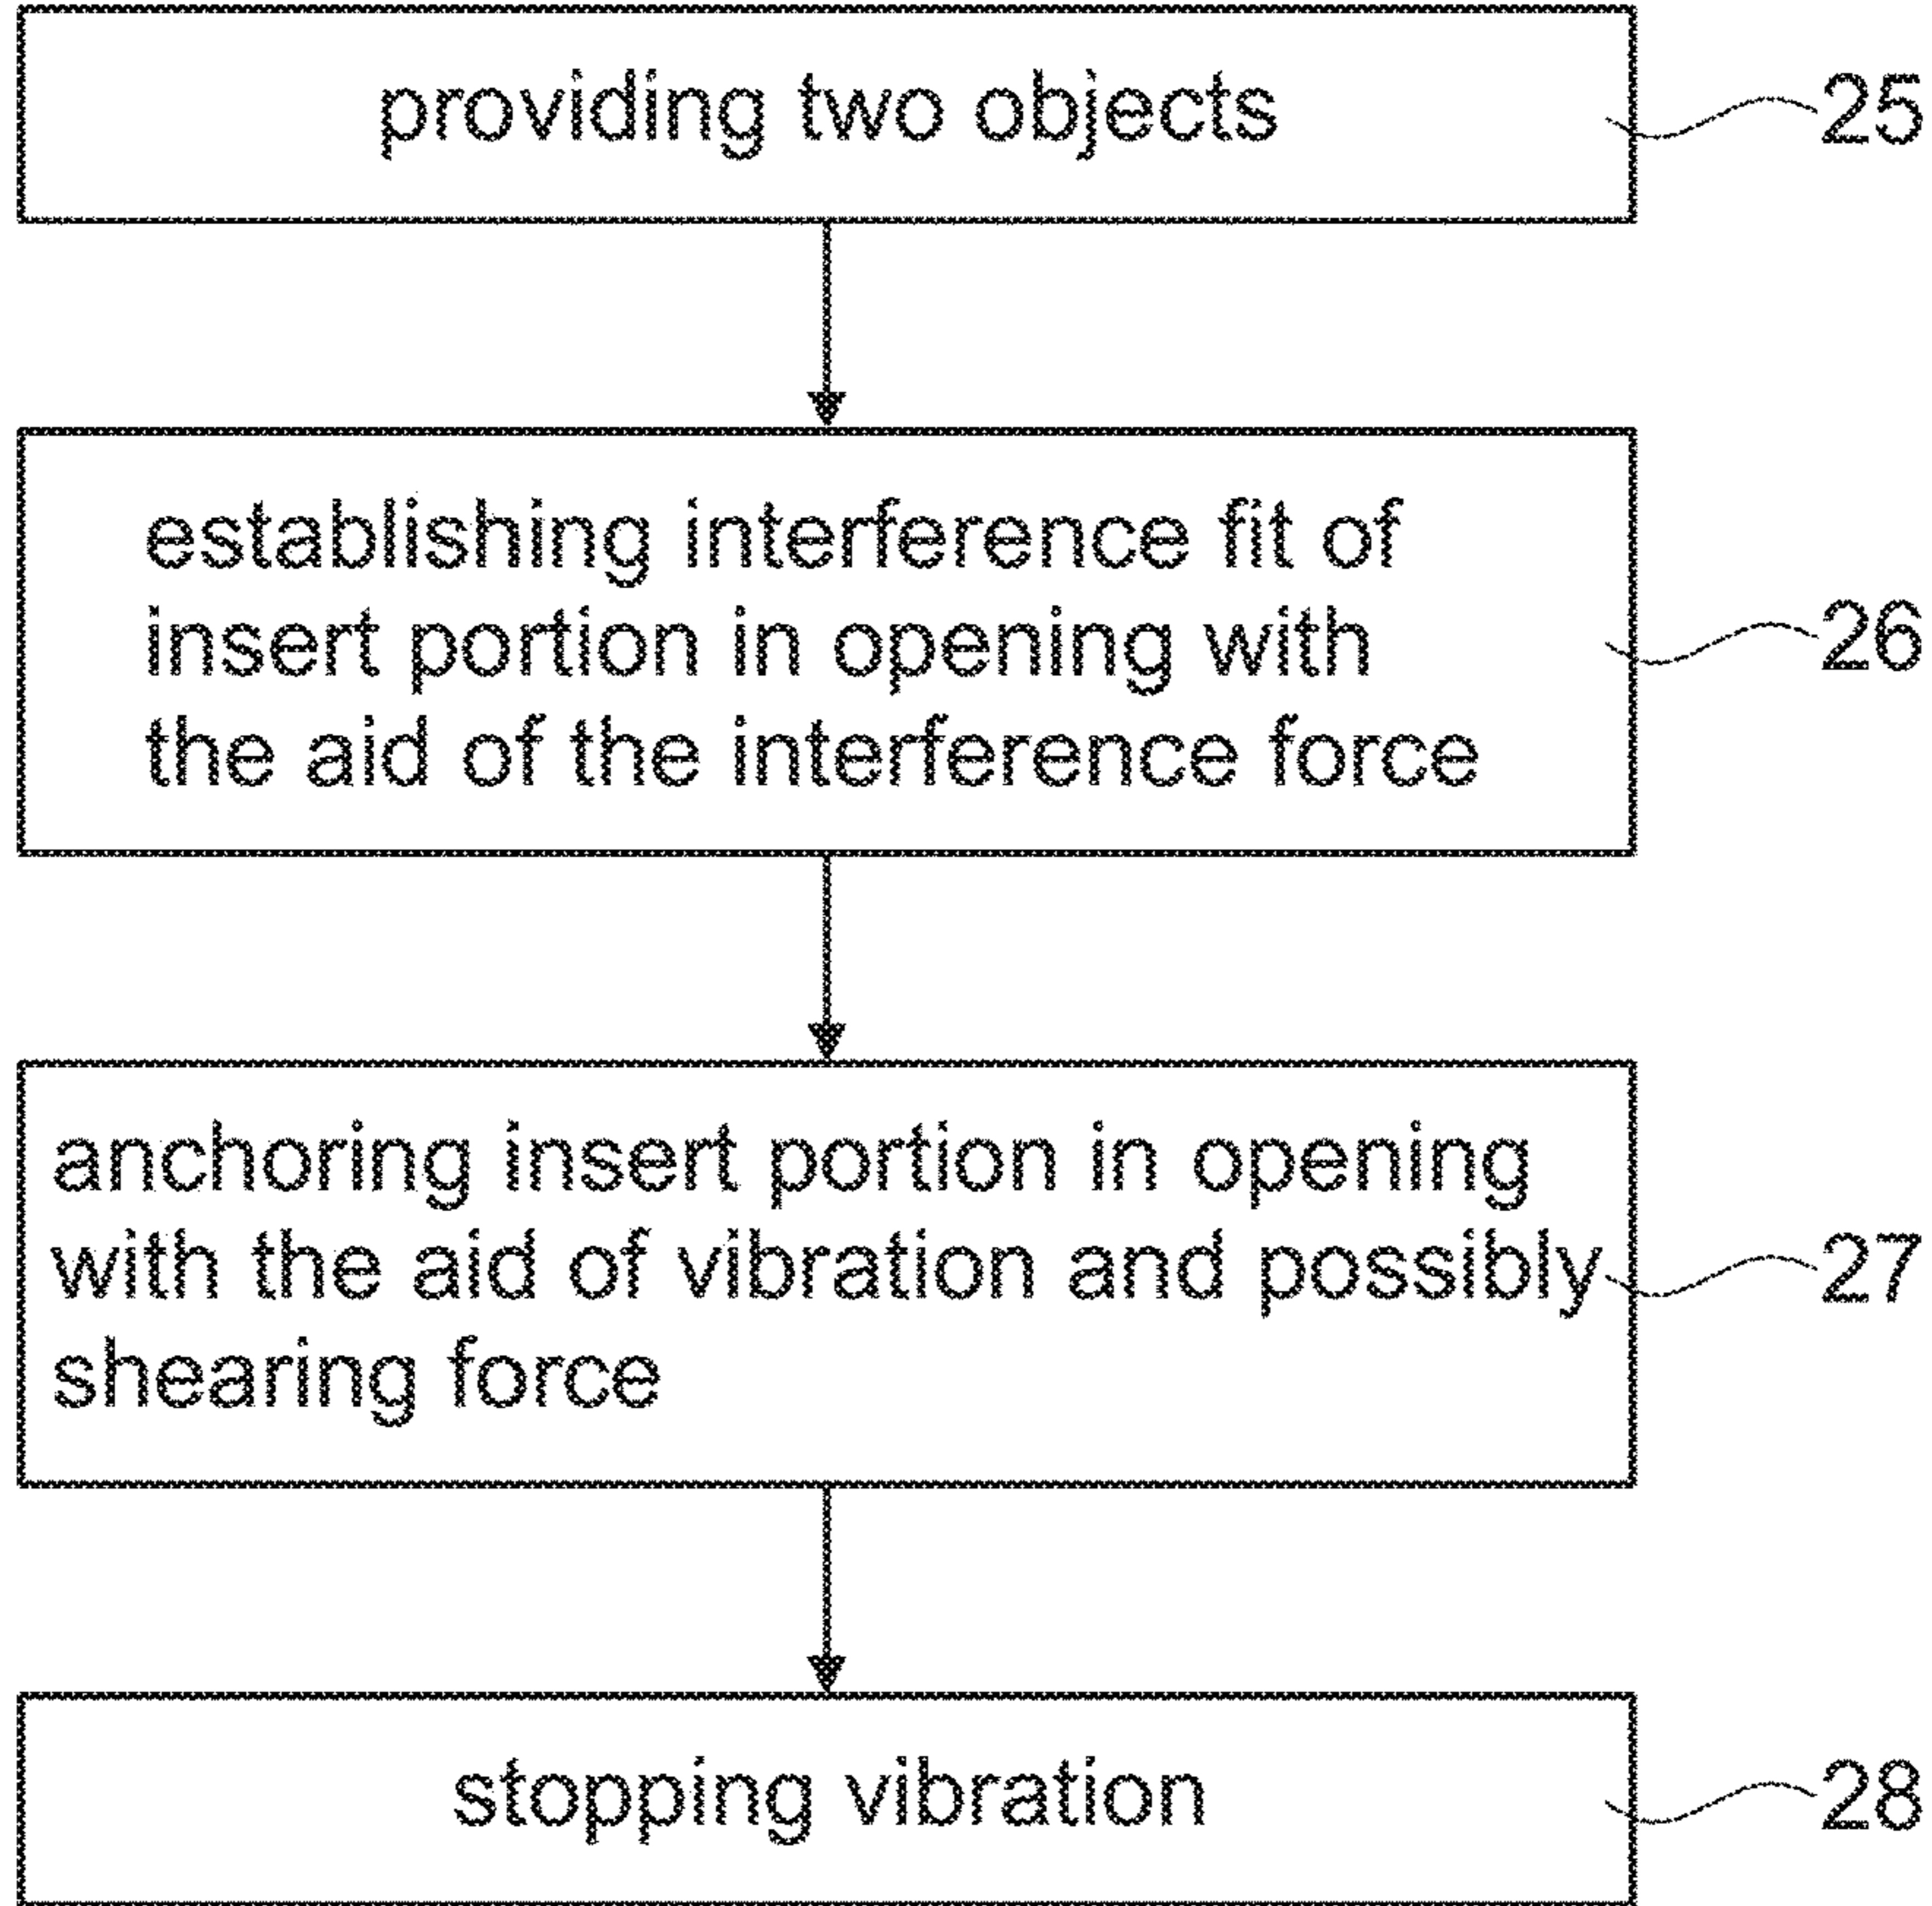 providing two objects
25
establishing interference fit of
insert portion in opening with
the aid of the interference force
26
anchoring insert portion in opening
with the aid of vibration and possibly
shearing force
27
stopping vibration
28